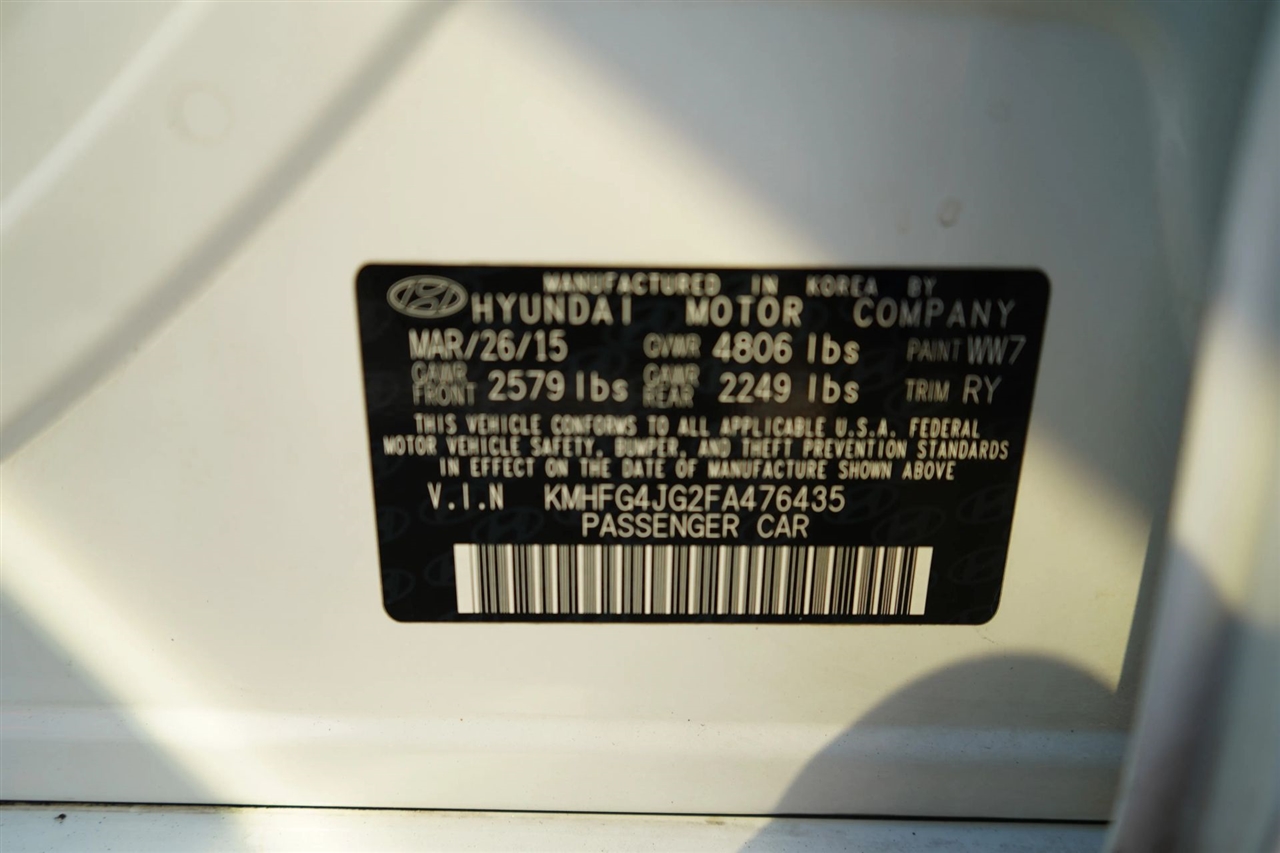 MANUFACTURED IN KOREA BY
HYUNDAI MOTOR COMPANY
MAR/26/15 GVWR 4806 lbs PAINT WW7
GAWR FRONT 2579 lbs GAWR REAR 2249 lbs TRIM RY
THIS VEHICLE CONFORMS TO ALL APPLICABLE U.S.A. FEDERAL
MOTOR VEHICLE SAFETY, BUMPER, AND THEFT PREVENTION STANDARDS
IN EFFECT ON THE DATE OF MANUFACTURE SHOWN ABOVE
V.I.N KMHFG4JG2FA476435
PASSENGER CAR